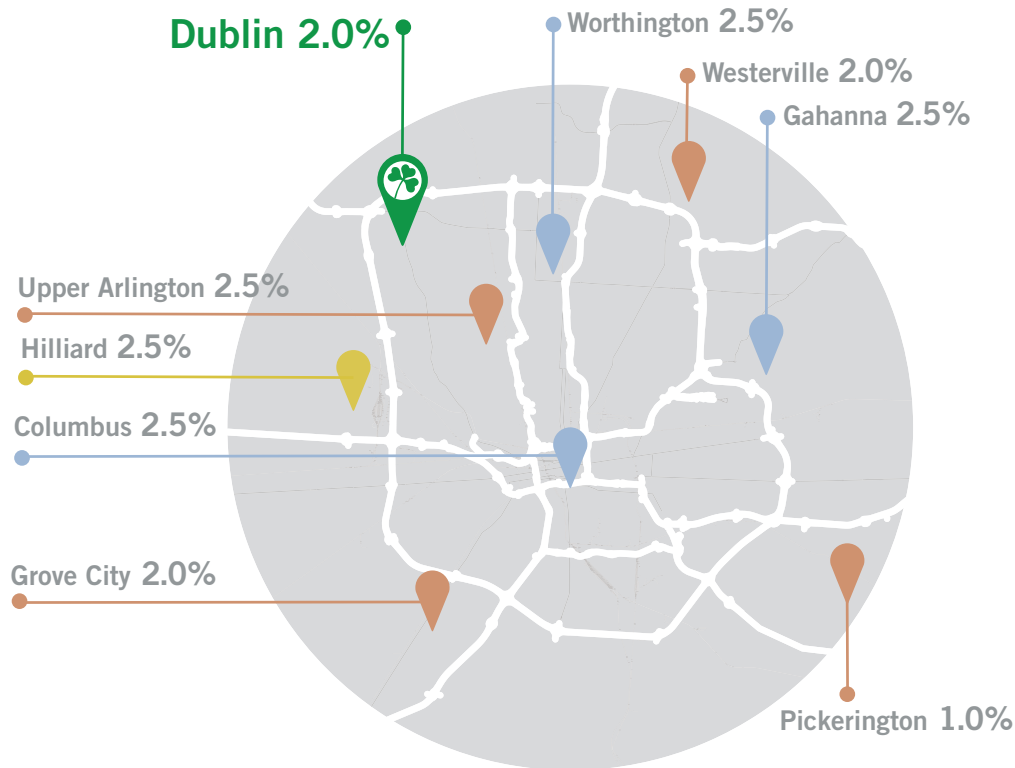 Dublin 2.0%
Worthington 2.5%
Westerville 2.0%
Gahanna 2.5%
Upper Arlington 2.5%
Hilliard 2.5%
Columbus 2.5%
Grove City 2.0%
Pickerington 1.0%